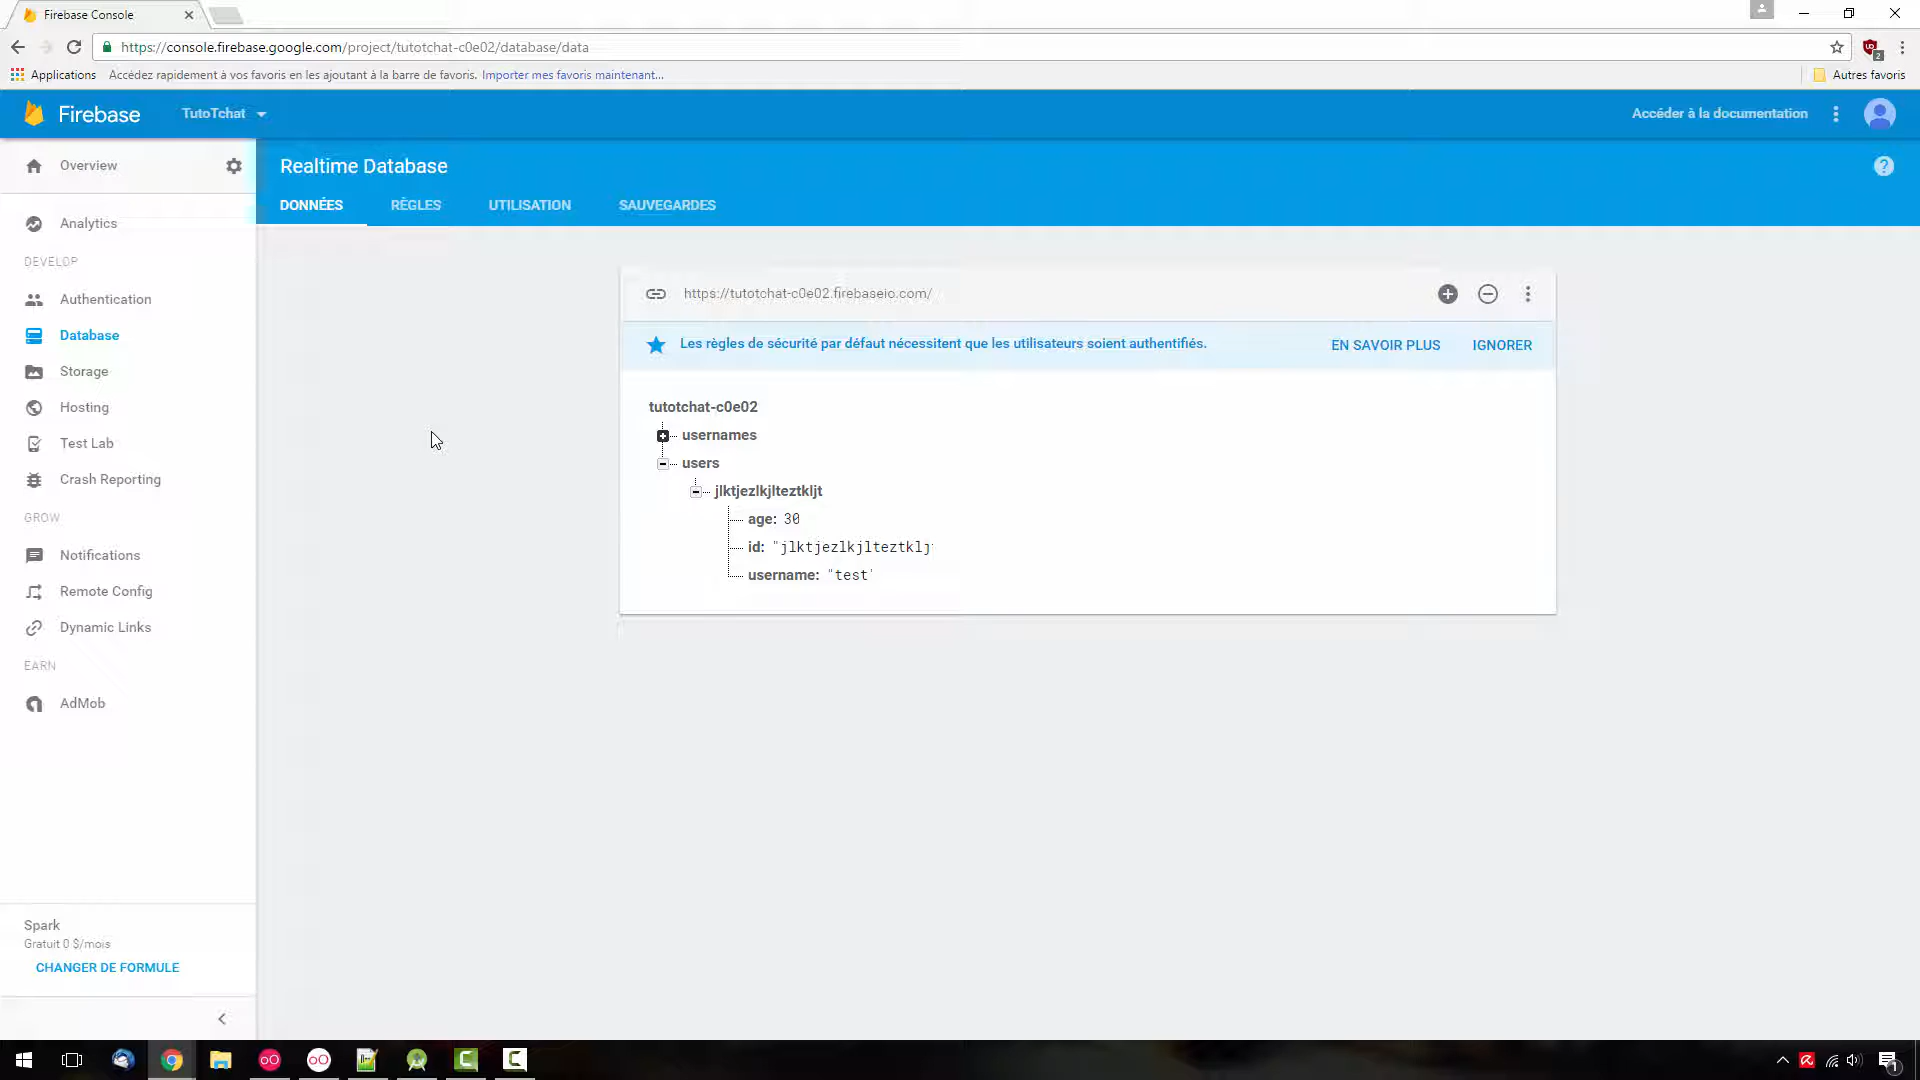 Firebase Console
https://console.firebase.google.com/project/tutotchat-c0e02/database/data
Applications Accédez rapidement à vos favoris en les ajoutant à la barre de favoris. Importer mes favoris maintenant... Autres favoris
Firebase TutoTchat Accéder à la documentation
Overview
Realtime Database
DONNÉES RÈGLES UTILISATION SAUVEGARDES
Analytics
DEVELOP
Authentication
Database
Storage
Hosting
Test Lab
Crash Reporting
GROW
Notifications
Remote Config
Dynamic Links
EARN
AdMob
Spark
Gratuit 0 $/mois
CHANGER DE FORMULE
https://tutotchat-c0e02.firebaseio.com/
Les règles de sécurité par défaut nécessitent que les utilisateurs soient authentifiés. EN SAVOIR PLUS IGNORER
tutotchat-c0e02
usernames
users
jlktjezlkjlteztkljt
age: 30
id: "jlktjezlkjlteztklj
username: "test"